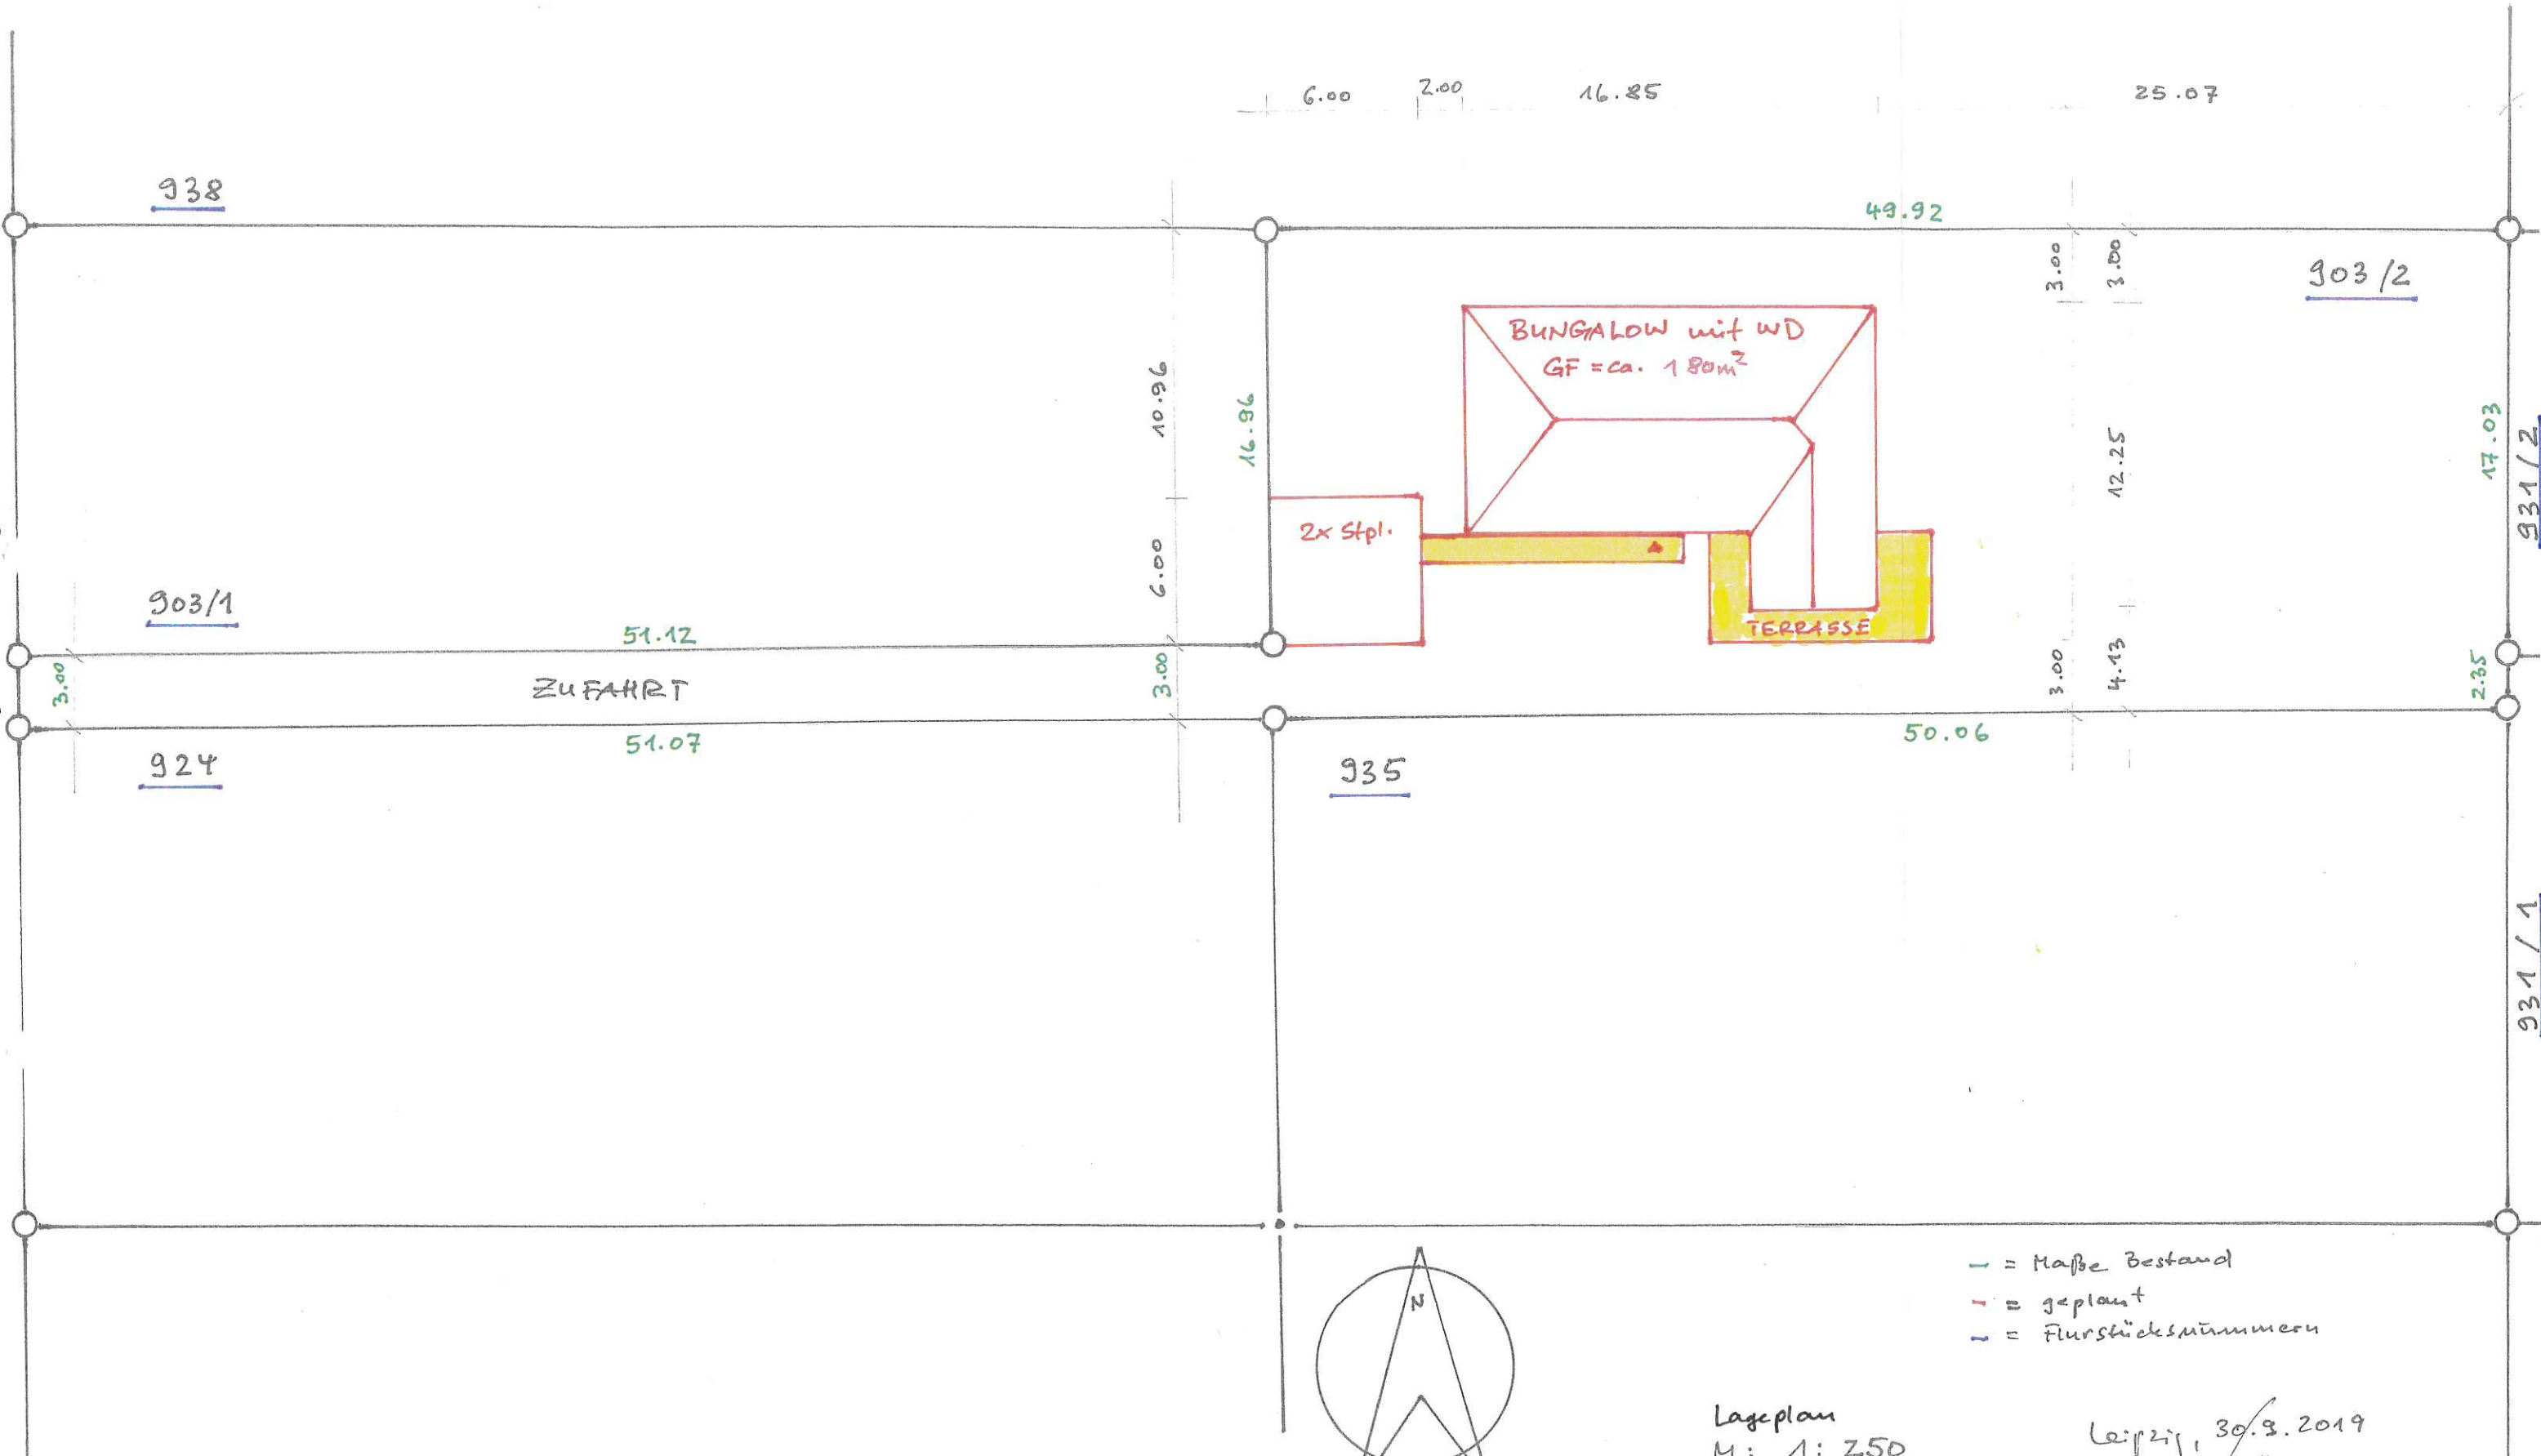 6.00 2.00 16.85 25.07
938
49.92
903/2
3.00
3.00
BUNGALOW mit WD
GF = ca. 180m²
10.96
16.96
12.25
17.03
931/2
2x Stpl.
6.00
903/1
51.12
TERRASSE
3.00
ZUFAHRT
3.00
3.00
4.13
2.35
51.07
50.06
924
935
931/1
N
- = Maße Bestand
- = geplant
- = Flurstücksnummern
Lageplan
M: 1:250
Leipzig, 30.9.2019